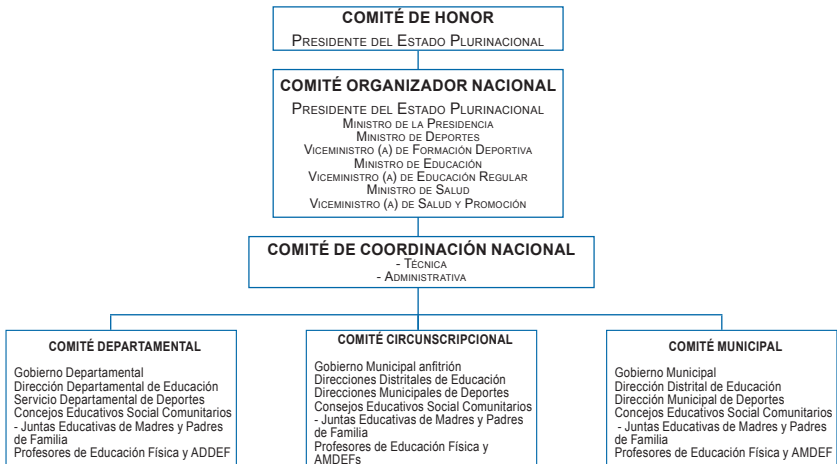 COMITÉ DE HONOR
PRESIDENTE DEL ESTADO PLURINACIONAL
COMITÉ ORGANIZADOR NACIONAL
PRESIDENTE DEL ESTADO PLURINACIONAL
MINISTRO DE LA PRESIDENCIA
MINISTRO DE DEPORTES
VICEMINISTRO (A) DE FORMACIÓN DEPORTIVA
MINISTRO DE EDUCACIÓN
VICEMINISTRO (A) DE EDUCACIÓN REGULAR
MINISTRO DE SALUD
VICEMINISTRO (A) DE SALUD Y PROMOCIÓN
COMITÉ DE COORDINACIÓN NACIONAL
- TÉCNICA
- ADMINISTRATIVA
COMITÉ DEPARTAMENTAL
Gobierno Departamental
Dirección Departamental de Educación
Servicio Departamental de Deportes
Concejos Educativos Social Comunitarios
- Juntas Educativas de Madres y Padres
de Familia
Profesores de Educación Física y ADDEF
COMITÉ CIRCUNSCRIPCIONAL
Gobierno Municipal anfitrión
Direcciones Distritales de Educación
Direcciones Municipales de Deportes
Consejos Educativos Social Comunitarios
- Juntas Educativas de Madres y Padres
de Familia
Profesores de Educación Física y
AMDEFs
COMITÉ MUNICIPAL
Gobierno Municipal
Dirección Distrital de Educación
Dirección Municipal de Deportes
Concejos Educativos Social Comunitarios
- Juntas Educativas de Madres y Padres
de Familia
Profesores de Educación Física y AMDEF